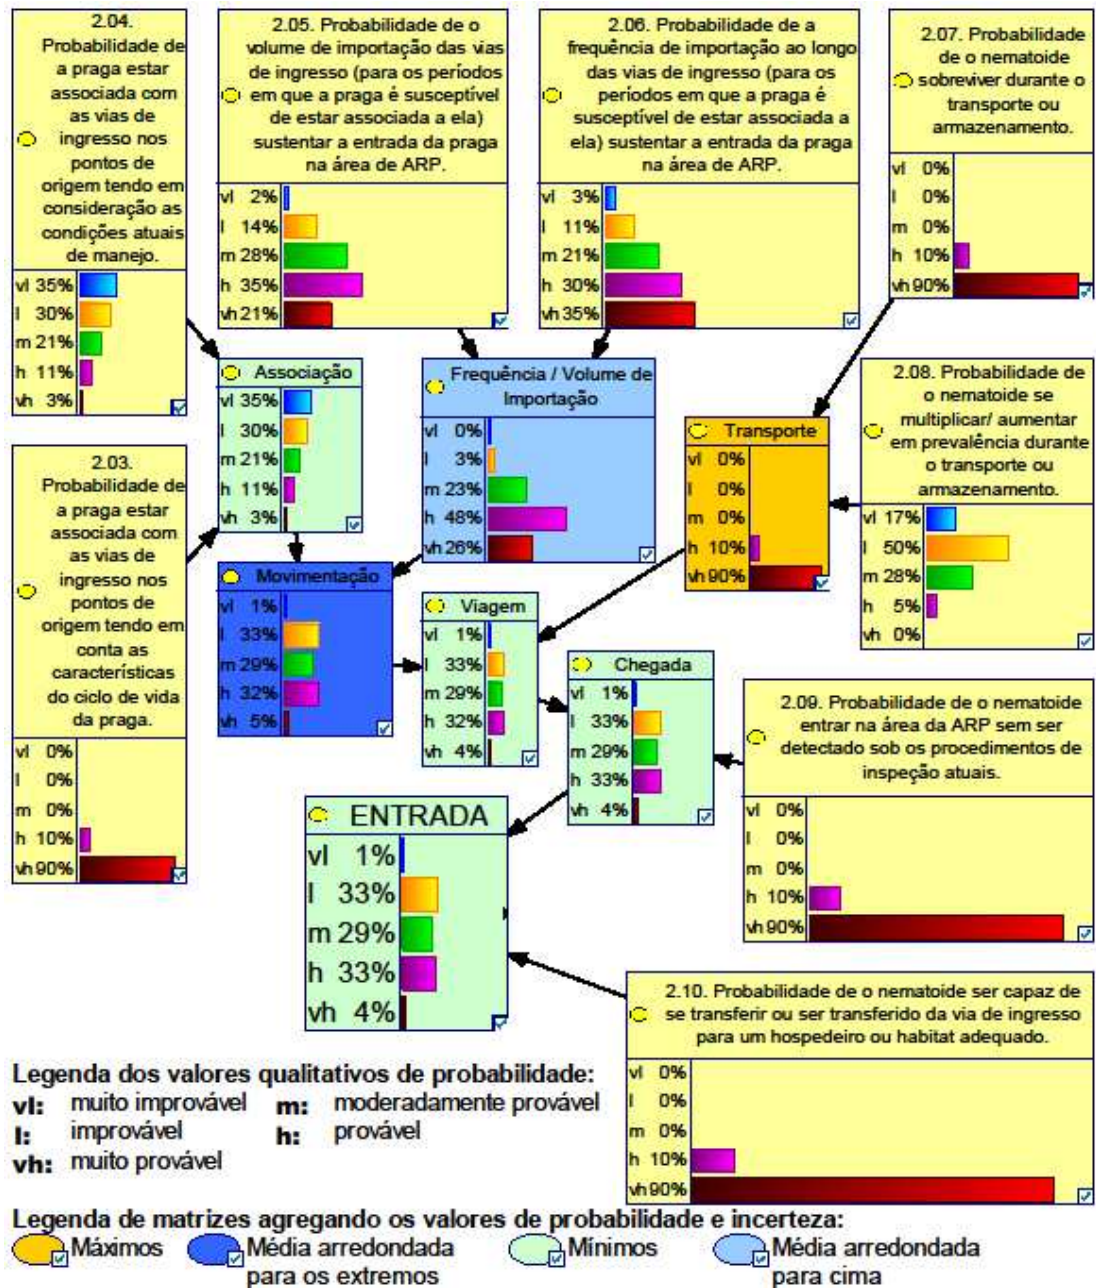 2.04.
Probabilidade de
a praga estar
associada com
as vias de
ingresso nos
pontos de
origem tendo em
consideração as
condições atuais
de manejo.
vl 35%
l 30%
m 21%
h 11%
vh 3%
2.05. Probabilidade de o
volume de importação das vias
de ingresso (para os períodos
em que a praga é susceptível
de estar associada a ela)
sustentar a entrada da praga
na área de ARP.
vl 2%
l 14%
m 28%
h 35%
vh 21%
2.06. Probabilidade de a
frequência de importação ao longo
das vias de ingresso (para os
períodos em que a praga é
susceptível de estar associada a
ela) sustentar a entrada da praga
na área de ARP.
vl 3%
l 11%
m 21%
h 30%
vh 35%
2.07. Probabilidade
de o nematoide
sobreviver durante o
transporte ou
armazenamento.
vl 0%
l 0%
m 0%
h 10%
vh 90%
Associação
vl 35%
l 30%
m 21%
h 11%
vh 3%
Frequência / Volume de
Importação
vl 0%
l 3%
m 23%
h 48%
vh 26%
Transporte
vl 0%
l 0%
m 0%
h 10%
vh 90%
2.08. Probabilidade de
o nematoide se
multiplicar/ aumentar
em prevalência durante
o transporte ou
armazenamento.
vl 17%
l 50%
m 28%
h 5%
vh 0%
2.03.
Probabilidade de
a praga estar
associada com
as vias de
ingresso nos
pontos de
origem tendo em
conta as
características
do ciclo de vida
da praga.
vl 0%
l 0%
m 0%
h 10%
vh 90%
Movimentação
vl 1%
l 33%
m 29%
h 32%
vh 5%
Viagem
vl 1%
l 33%
m 29%
h 32%
vh 4%
Chegada
vl 1%
l 33%
m 29%
h 33%
vh 4%
2.09. Probabilidade de o nematoide
entrar na área da ARP sem ser
detectado sob os procedimentos de
inspeção atuais.
vl 0%
l 0%
m 0%
h 10%
vh 90%
ENTRADA
vl 1%
l 33%
m 29%
h 33%
vh 4%
2.10. Probabilidade de o nematoide ser capaz de
se transferir ou ser transferido da via de ingresso
para um hospedeiro ou habitat adequado.
vl 0%
l 0%
m 0%
h 10%
vh 90%
Legenda dos valores qualitativos de probabilidade:
vl: muito improvável m: moderadamente provável
l: improvável h: provável
vh: muito provável
Legenda de matrizes agregando os valores de probabilidade e incerteza:
Máximos Média arredondada Mínimos Média arredondada
para os extremos para cima